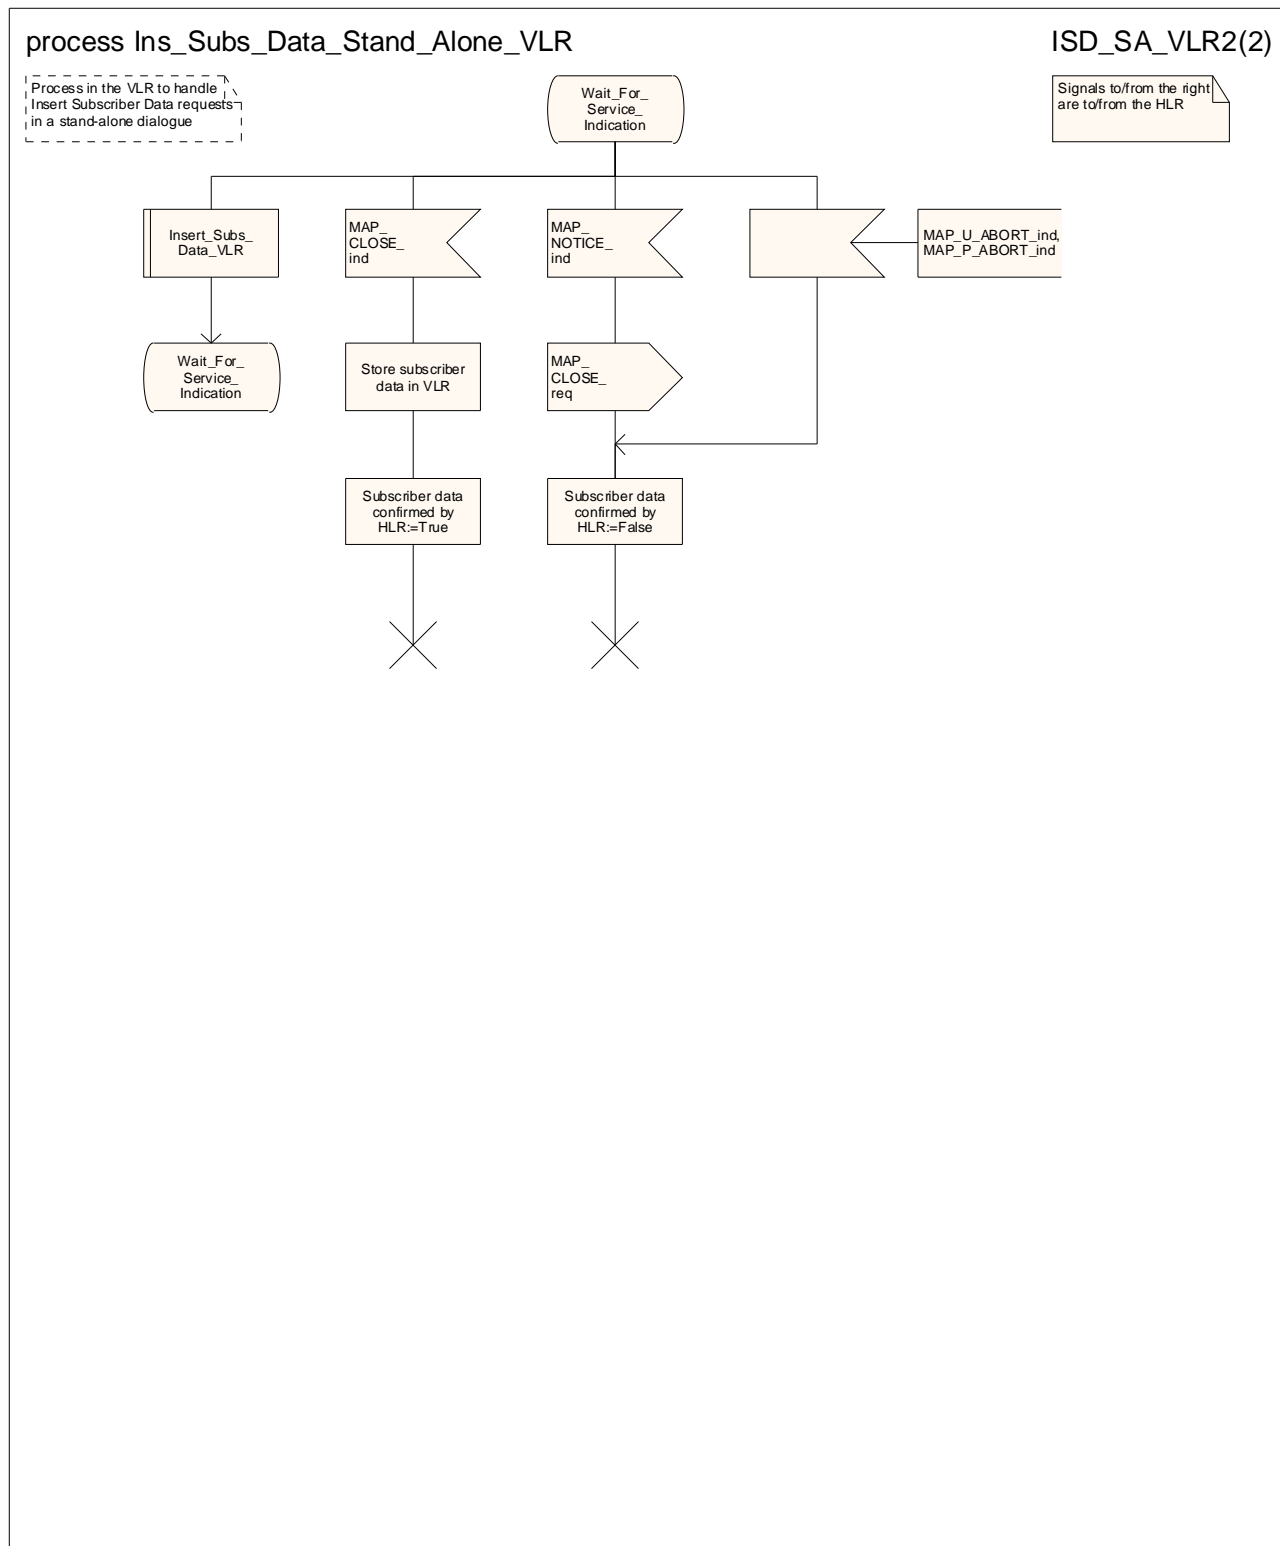 process Ins_Subs_Data_Stand_Alone_VLR
ISD_SA_VLR2(2)
Process in the VLR to handle
Insert Subscriber Data requests
in a stand-alone dialogue
Wait_For_
Service_
Indication
Signals to/from the right
are to/from the HLR
Insert_Subs_
Data_VLR
MAP_
CLOSE_
ind
MAP_
NOTICE_
ind
MAP_U_ABORT_ind,
MAP_P_ABORT_ind
Wait_For_
Service_
Indication
Store subscriber
data in VLR
MAP_
CLOSE_
req
Subscriber data
confirmed by
HLR:=True
Subscriber data
confirmed by
HLR:=False